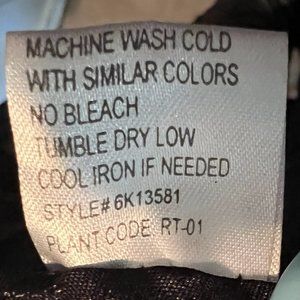 MACHINE WASH COLD
WITH SIMILAR COLORS
NO BLEACH
TUMBLE DRY LOW
COOL IRON IF NEEDED
STYLE# 6K13581
PLANT CODE: RT-01